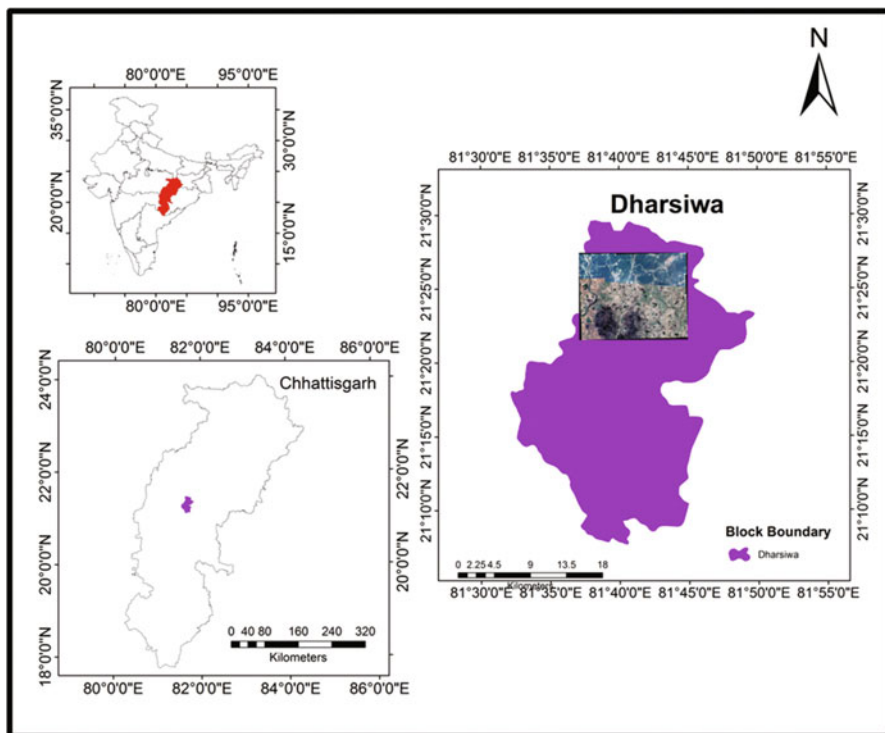 N
80°0'0"E 95°0'0"E
35°0'0"N
20°0'0"N
30°0'0"N
15°0'0"N
80°0'0"E 95°0'0"E
80°0'0"E 82°0'0"E 84°0'0"E 86°0'0"E
Chhattisgarh
24°0'0"N
22°0'0"N
20°0'0"N
18°0'0"N
22°0'0"N
20°0'0"N
0 40 80 160 240 320
Kilometers
80°0'0"E 82°0'0"E 84°0'0"E 86°0'0"E
81°30'0"E 81°35'0"E 81°40'0"E 81°45'0"E 81°50'0"E 81°55'0"E
Dharsiwa
21°30'0"N
21°25'0"N
21°20'0"N
21°15'0"N
21°10'0"N
21°30'0"N
21°25'0"N
21°20'0"N
21°15'0"N
21°10'0"N
Block Boundary
Dharsiwa
0 2.25 4.5 9 13.5 18
Kilometers
81°30'0"E 81°35'0"E 81°40'0"E 81°45'0"E 81°50'0"E 81°55'0"E